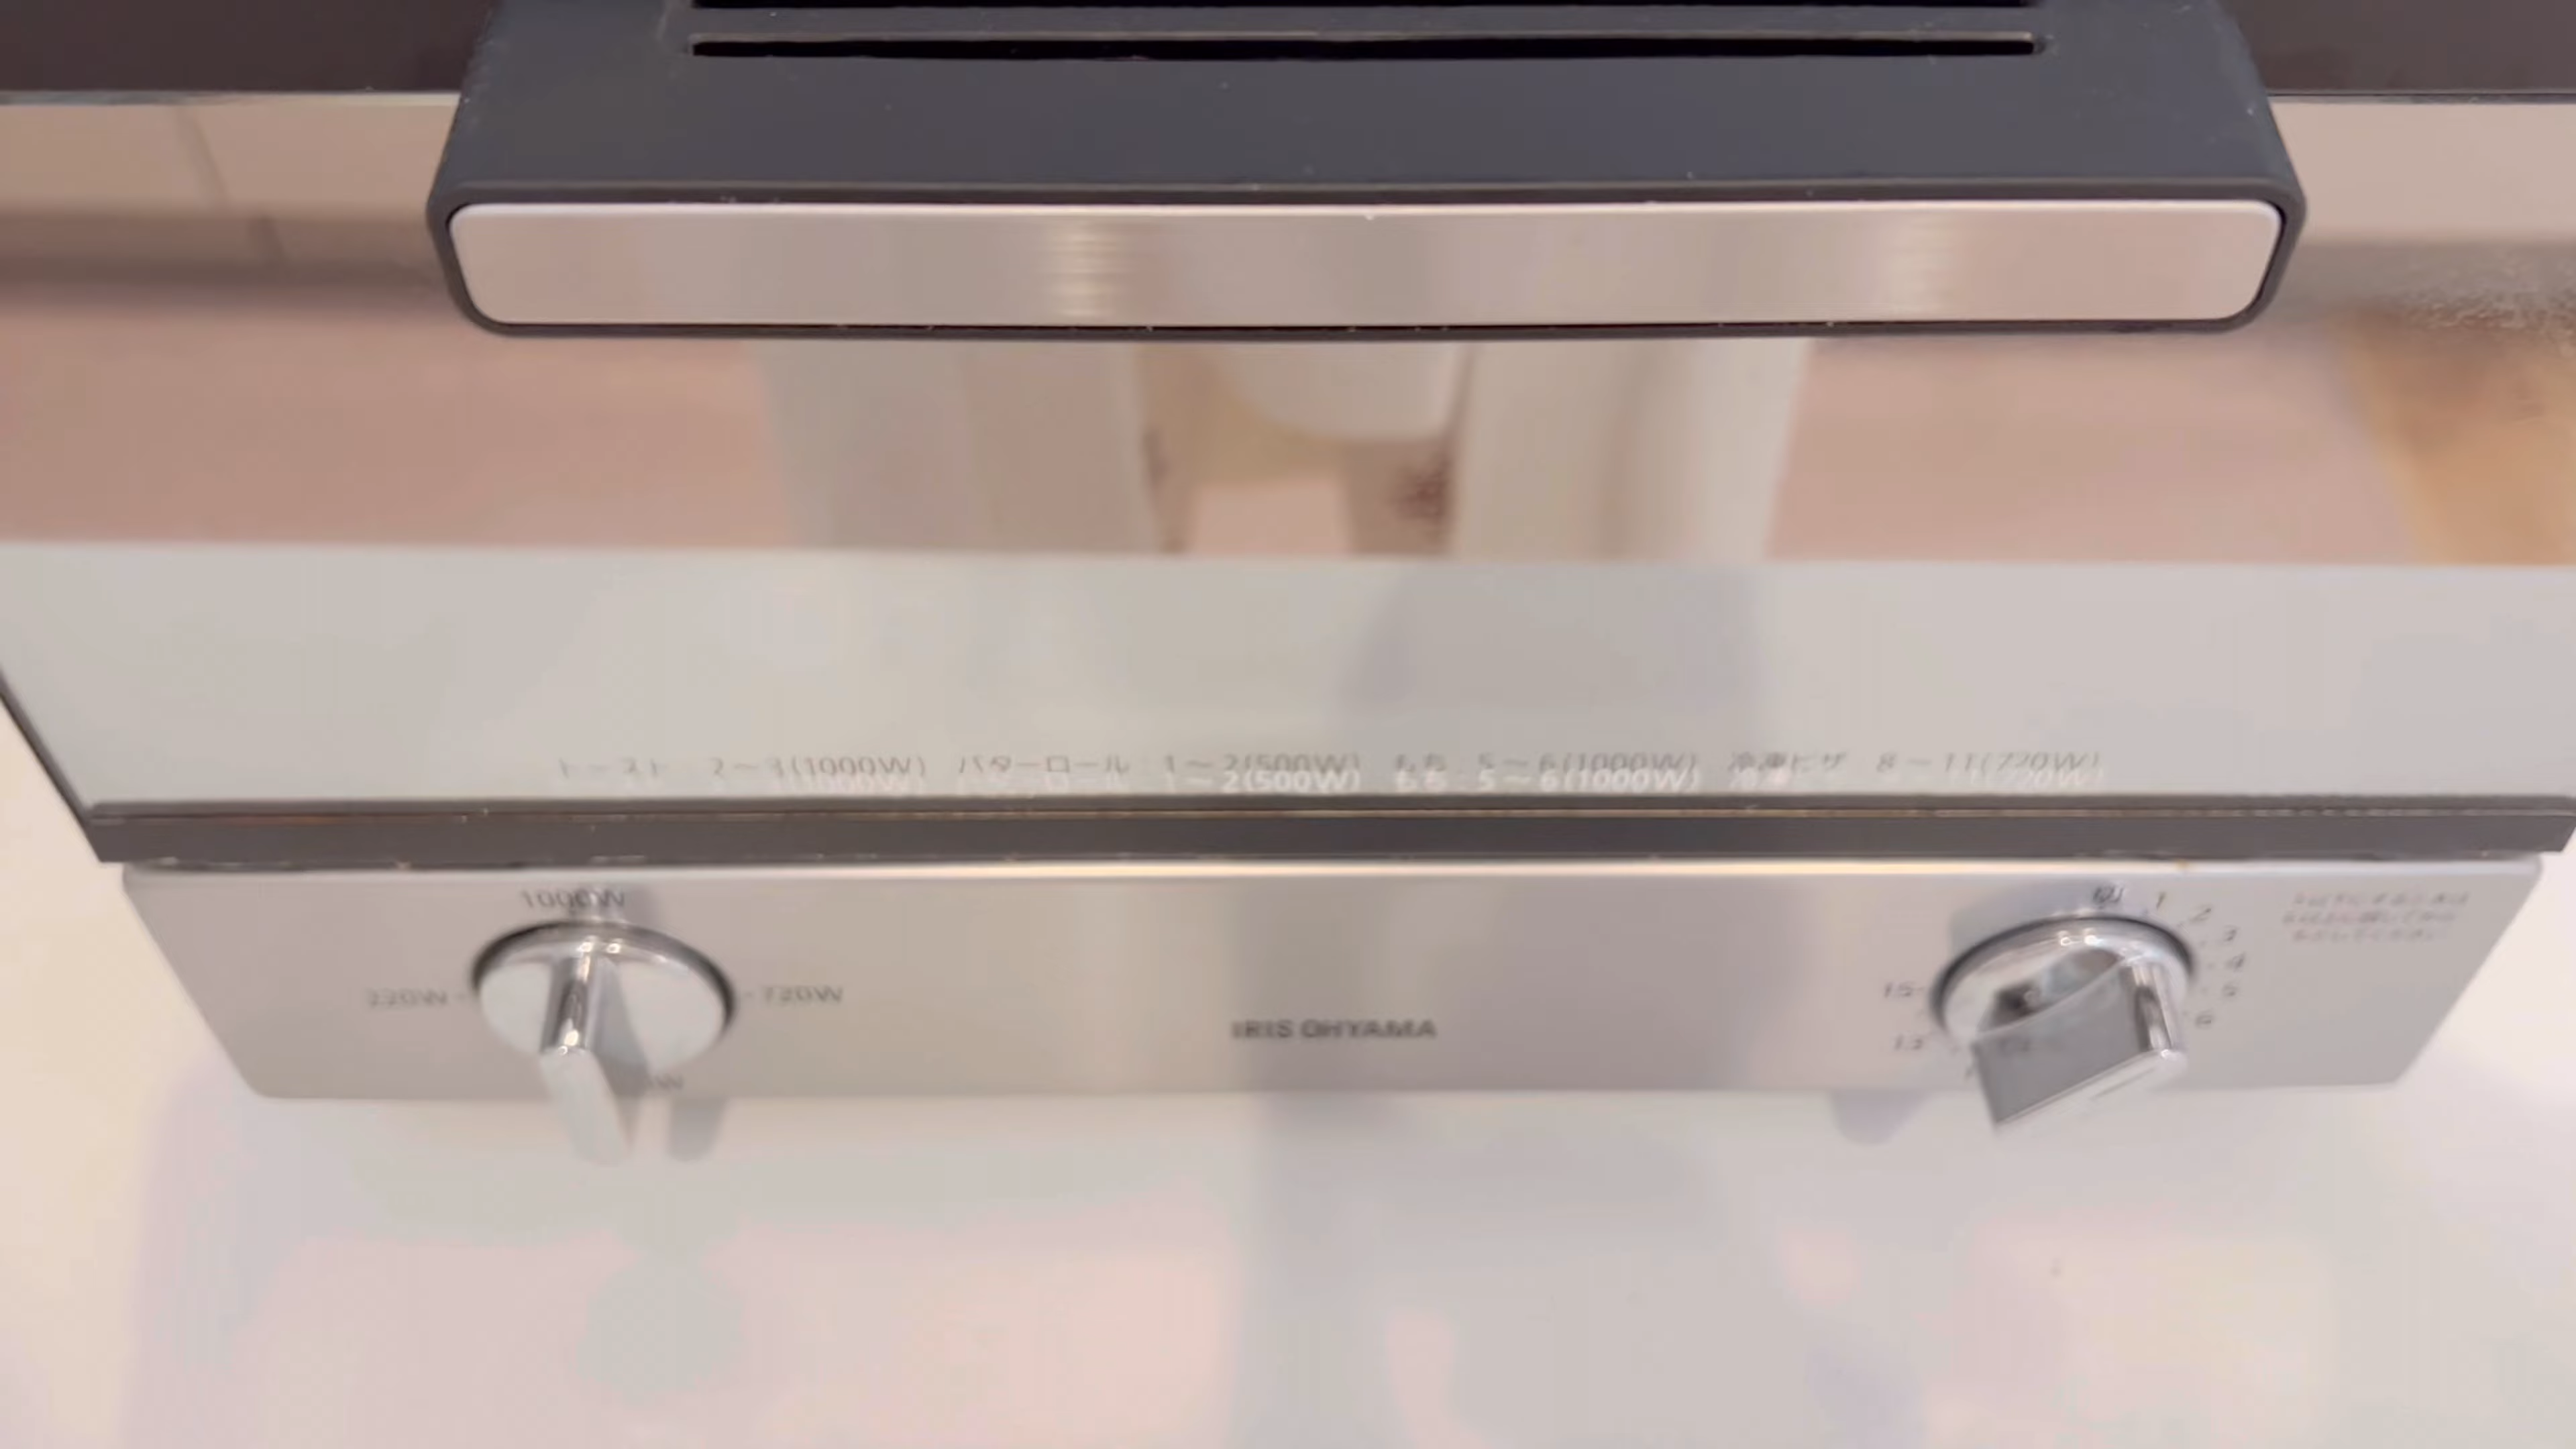 トースト 2～3(1000W) バターロール 1～2(500W) もち 5～6(1000W) 冷凍ピザ 8～11(720W)
1000W
220W
720W
W
IRIS OHYAMA
切 1 2 3 4 5 6
15